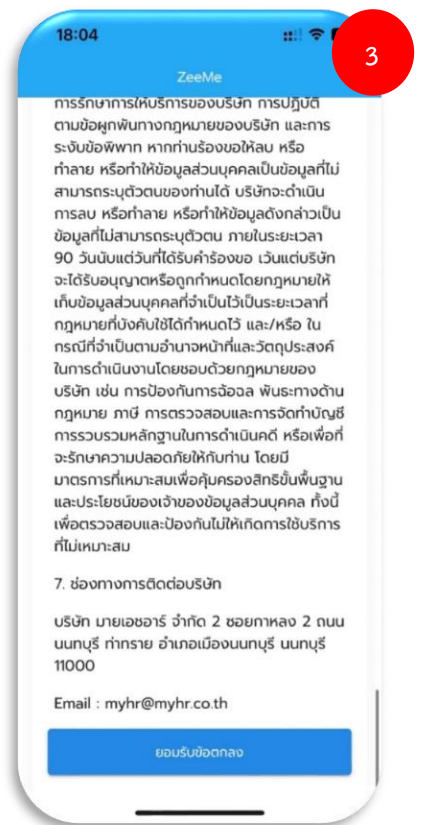 18:04
3
ZeeMe
การรักษาการให้บริการของบริษัท การปฏิบัติ
ตามข้อผูกพันทางกฎหมายของบริษัท และการ
ระงับข้อพิพาท หากท่านร้องขอให้ลบ หรือ
ทำลาย หรือทำให้ข้อมูลส่วนบุคคลเป็นข้อมูลที่ไม่
สามารถระบุตัวตนของท่านได้ บริษัทจะดำเนิน
การลบ หรือทำลาย หรือทำให้ข้อมูลดังกล่าวเป็น
ข้อมูลที่ไม่สามารถระบุตัวตน ภายในระยะเวลา
90 วันนับแต่วันที่ได้รับคำร้องขอ เว้นแต่บริษัท
จะได้รับอนุญาตหรือถูกกำหนดโดยกฎหมายให้
เก็บข้อมูลส่วนบุคคลที่จำเป็นไว้เป็นระยะเวลาที่
กฎหมายที่บังคับใช้ได้กำหนดไว้ และ/หรือ ใน
กรณีที่จำเป็นตามอำนาจหน้าที่และวัตถุประสงค์
ในการดำเนินงานโดยชอบด้วยกฎหมายของ
บริษัท เช่น การป้องกันการฉ้อฉล พันธะทางด้าน
กฎหมาย ภาษี การตรวจสอบและการจัดทำบัญชี
การรวบรวมหลักฐานในการดำเนินคดี หรือเพื่อที่
จะรักษาความปลอดภัยให้กับท่าน โดยมี
มาตรการที่เหมาะสมเพื่อคุ้มครองสิทธิขั้นพื้นฐาน
และประโยชน์ของเจ้าของข้อมูลส่วนบุคคล ทั้งนี้
เพื่อตรวจสอบและป้องกันไม่ให้เกิดการใช้บริการ
ที่ไม่เหมาะสม
7. ช่องทางการติดต่อบริษัท
บริษัท มายเอชอาร์ จำกัด 2 ซอยกาหลง 2 ถนน
นนทบุรี ท่าทราย อำเภอเมืองนนทบุรี นนทบุรี
11000
Email : myhr@myhr.co.th
ยอมรับข้อตกลง